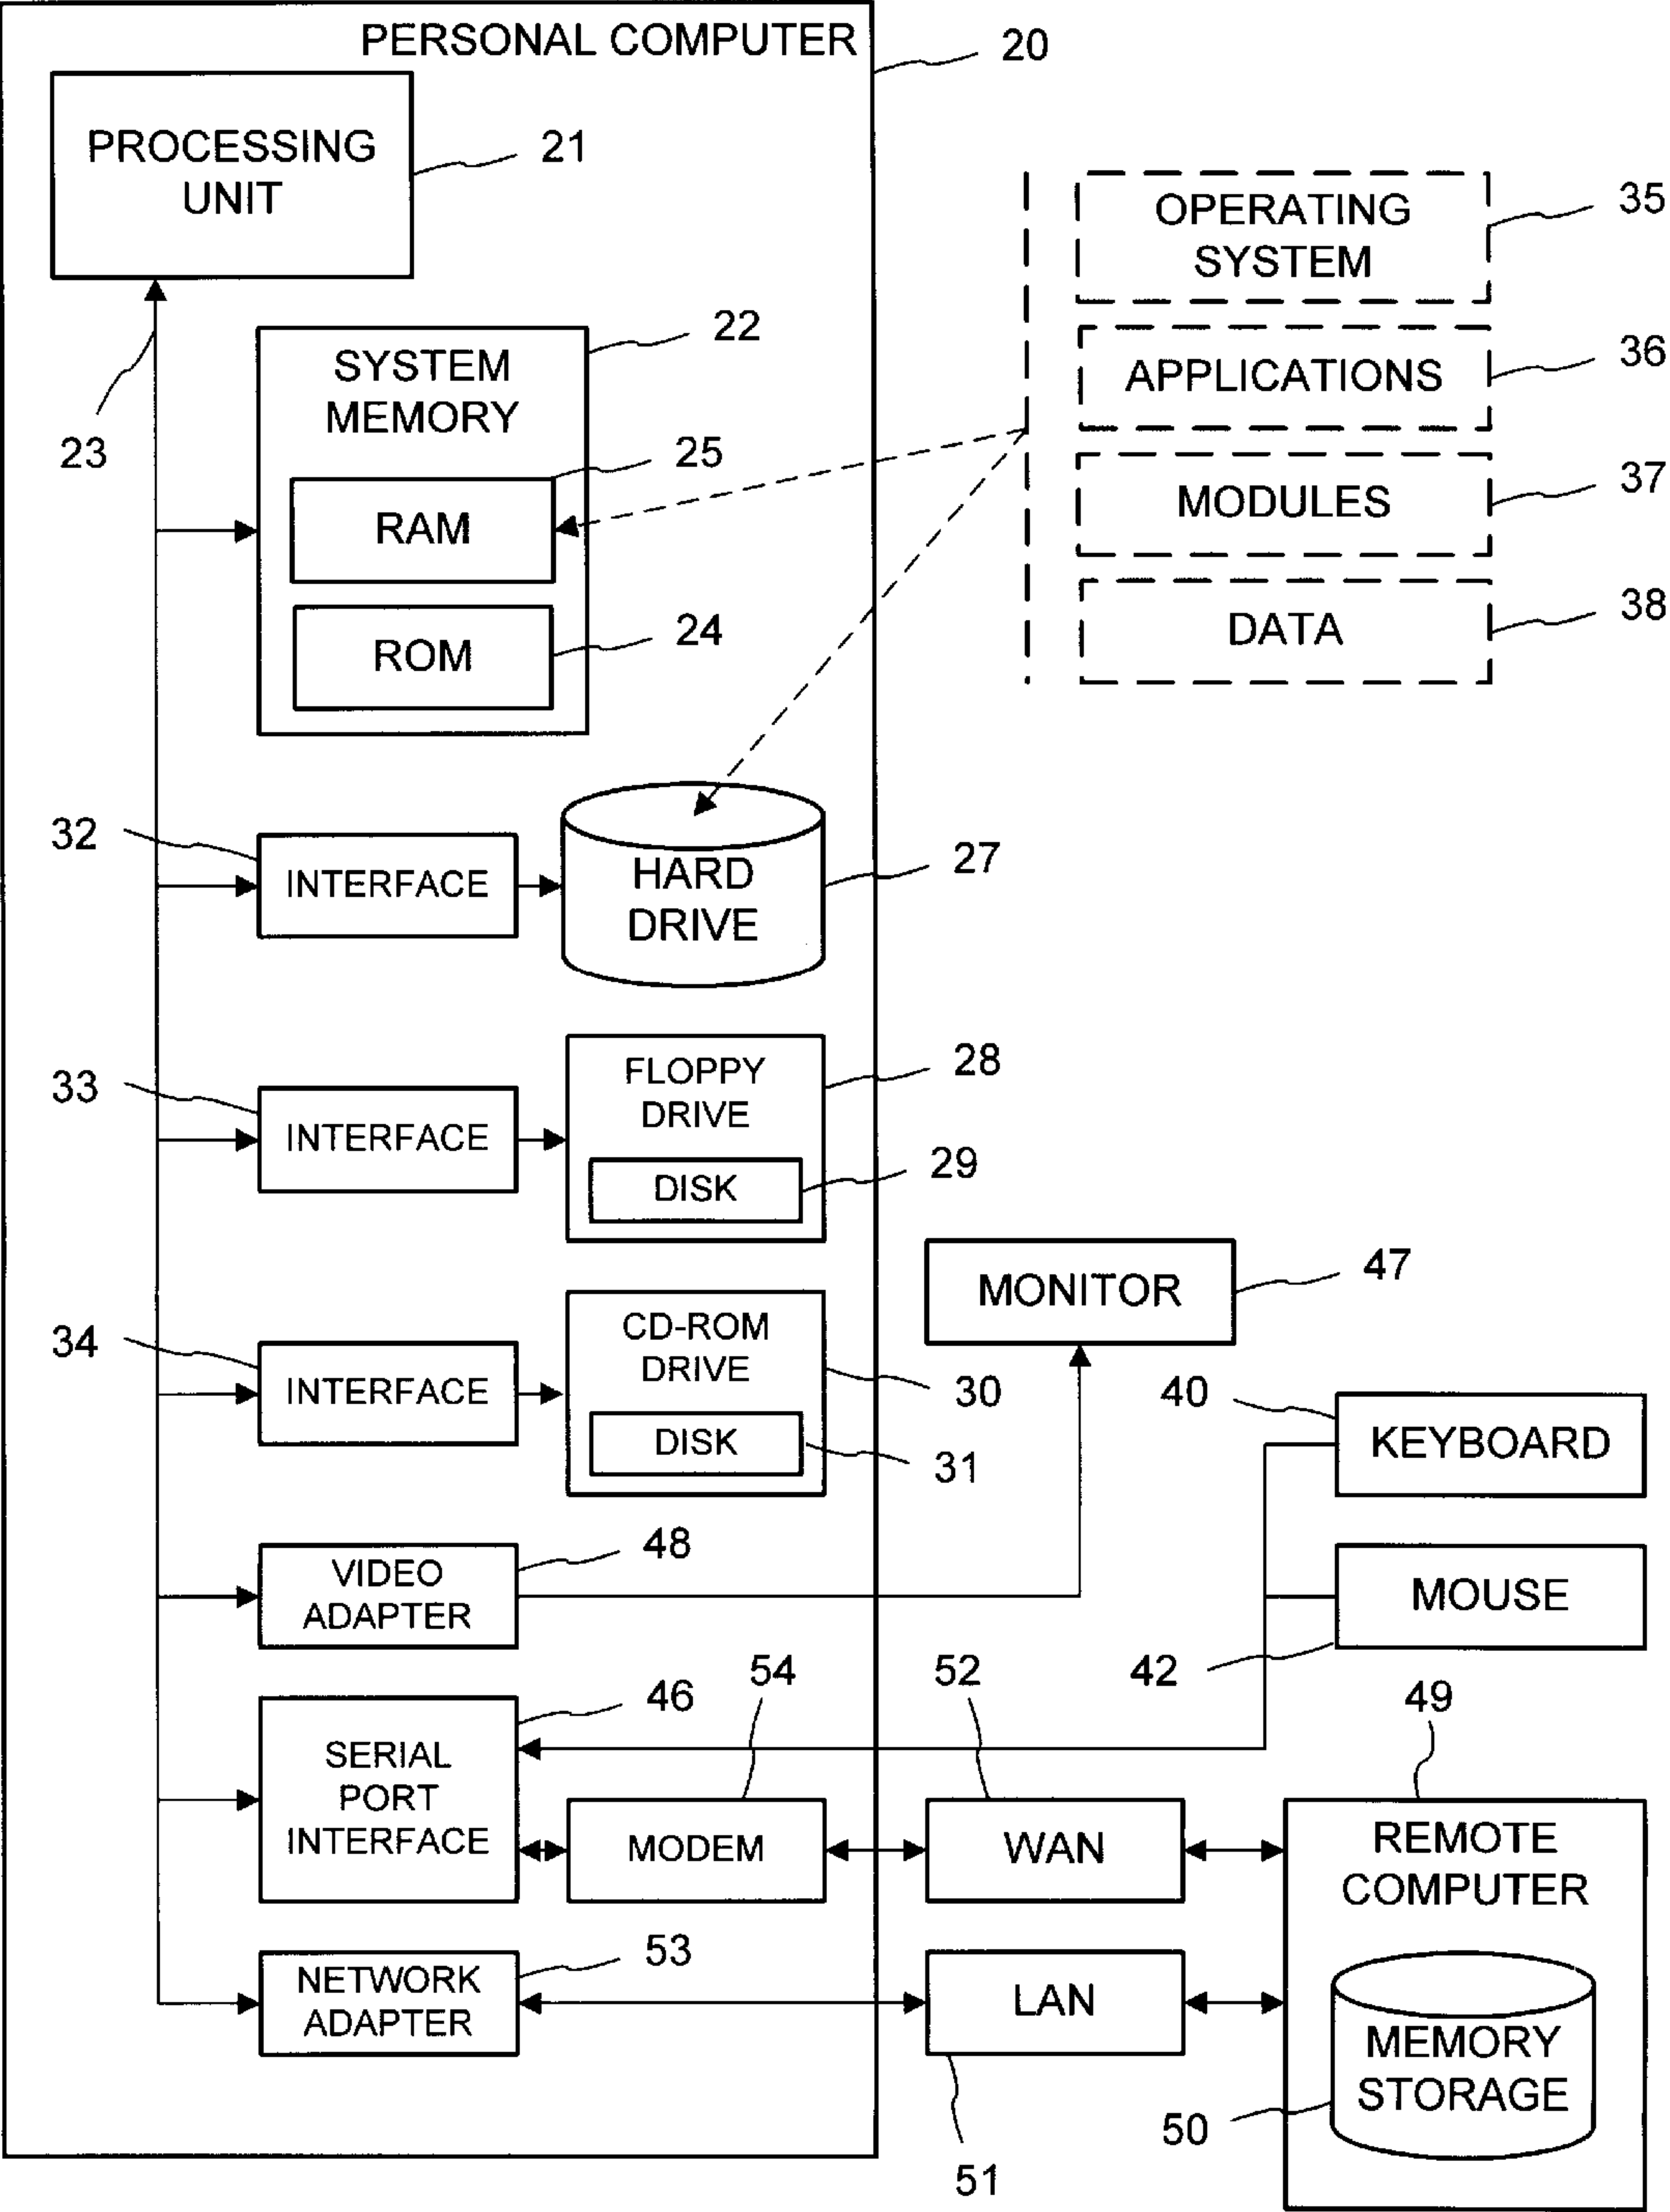 PERSONAL COMPUTER
20
PROCESSING
UNIT
21
OPERATING
SYSTEM
35
22
SYSTEM
MEMORY
APPLICATIONS
36
23
25
RAM
MODULES
37
24
ROM
DATA
38
32
INTERFACE
HARD
DRIVE
27
33
INTERFACE
FLOPPY
DRIVE
28
DISK
29
MONITOR
47
34
INTERFACE
CD-ROM
DRIVE
30
DISK
31
40
KEYBOARD
VIDEO
ADAPTER
48
MOUSE
42
46
54
52
49
SERIAL
PORT
INTERFACE
MODEM
WAN
REMOTE
COMPUTER
53
NETWORK
ADAPTER
LAN
51
MEMORY
STORAGE
50